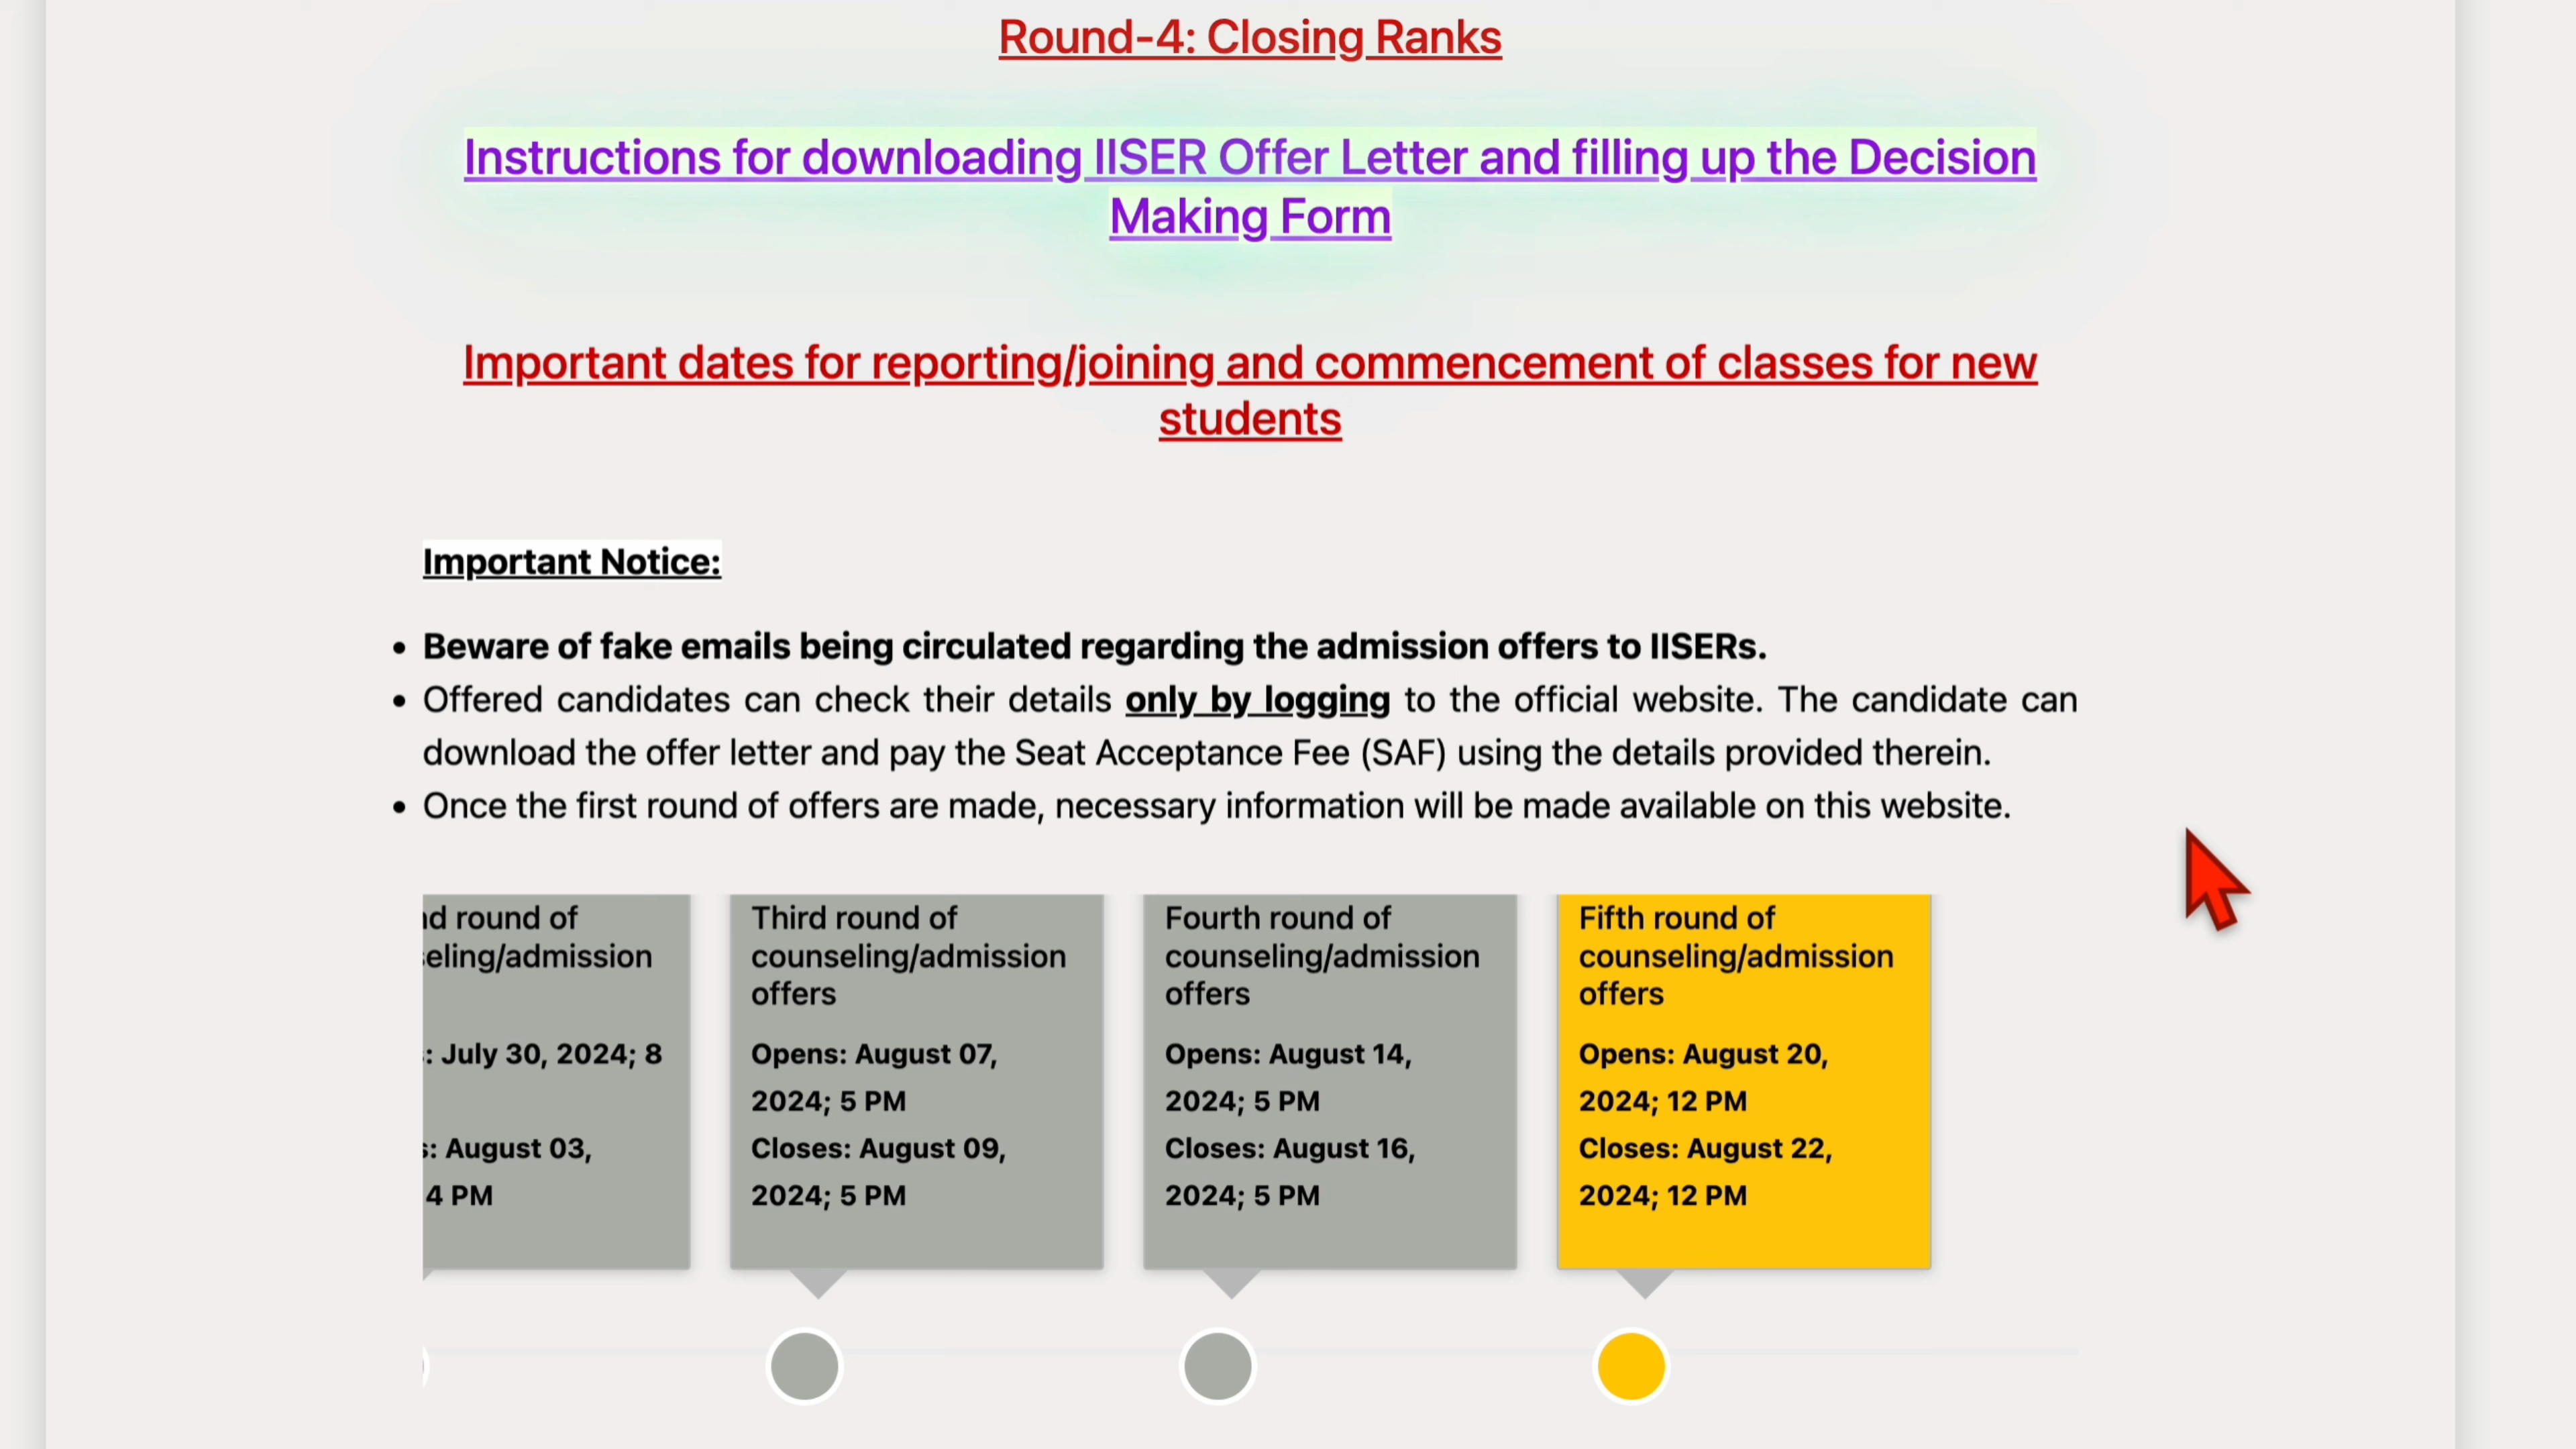 Round-4: Closing Ranks
Instructions for downloading IISER Offer Letter and filling up the Decision
Making Form
Important dates for reporting/joining and commencement of classes for new
students
Important Notice:
• Beware of fake emails being circulated regarding the admission offers to IISERs.
• Offered candidates can check their details only by logging to the official website. The candidate can
download the offer letter and pay the Seat Acceptance Fee (SAF) using the details provided therein.
• Once the first round of offers are made, necessary information will be made available on this website.
round of
eling/admission
: July 30, 2024; 8
: August 03,
4 PM
Third round of
counseling/admission
offers
Opens: August 07,
2024; 5 PM
Closes: August 09,
2024; 5 PM
Fourth round of
counseling/admission
offers
Opens: August 14,
2024; 5 PM
Closes: August 16,
2024; 5 PM
Fifth round of
counseling/admission
offers
Opens: August 20,
2024; 12 PM
Closes: August 22,
2024; 12 PM